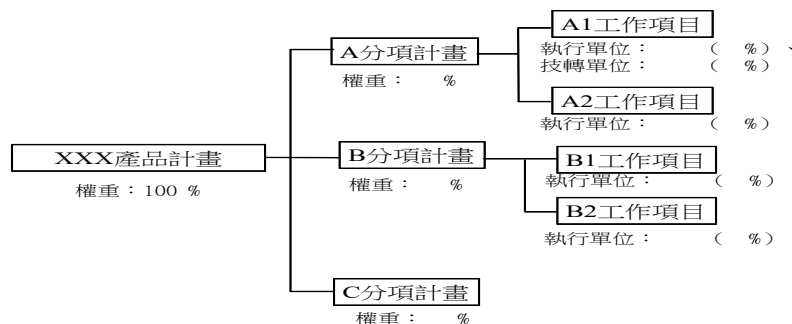 XXX產品計畫
權重：100 %
A分項計畫
權重： %
A1工作項目
執行單位： （ %）、
技轉單位： （ %）
A2工作項目
執行單位： （ %）
B分項計畫
權重： %
B1工作項目
執行單位： （ %）
B2工作項目
執行單位： （ %）
C分項計畫
權重： %